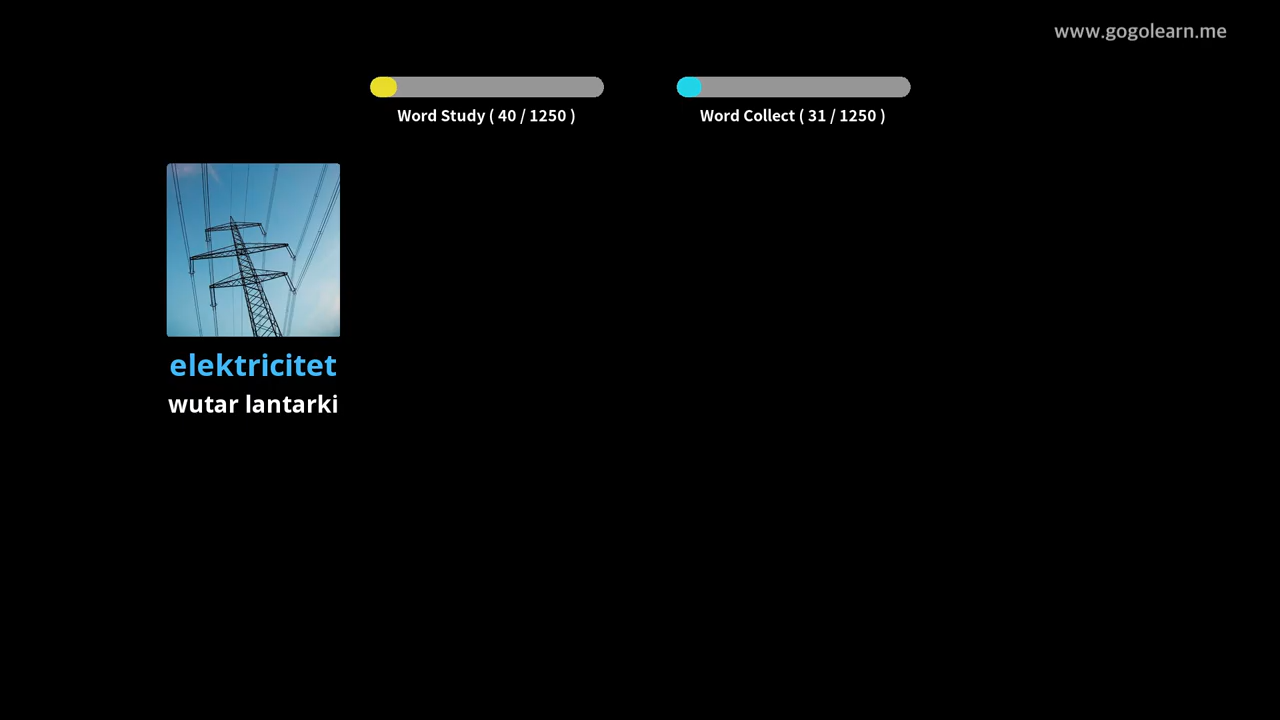 www.gogolearn.me
Word Study ( 40 / 1250 )
Word Collect ( 31 / 1250 )
elektricitet
wutar lantarki